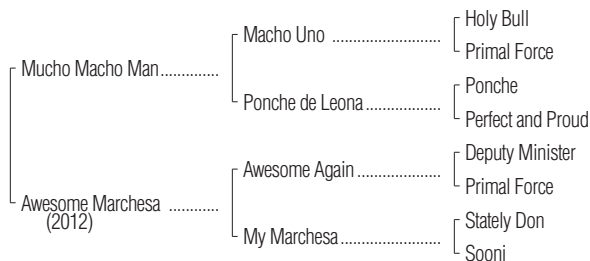 Holy Bull
Macho Uno ........................
Primal Force
Mucho Macho Man.............
Ponche
Ponche de Leona................
Perfect and Proud
Deputy Minister
Awesome Again .................
Primal Force
Awesome Marchesa ...........
(2012)
Stately Don
My Marchesa......................
Sooni